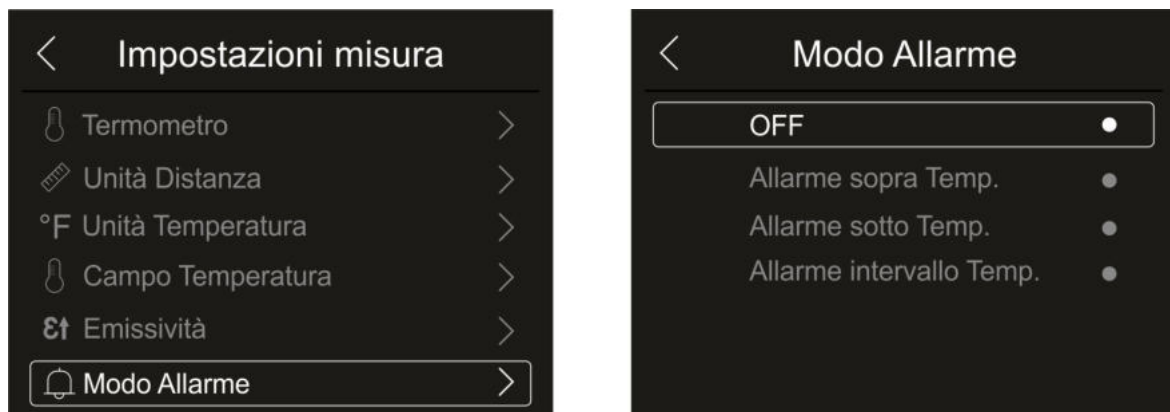 Impostazioni misura
Termometro
Unità Distanza
°F Unità Temperatura
Campo Temperatura
Ɛ↑ Emissività
Modo Allarme
Modo Allarme
OFF
Allarme sopra Temp.
Allarme sotto Temp.
Allarme intervallo Temp.